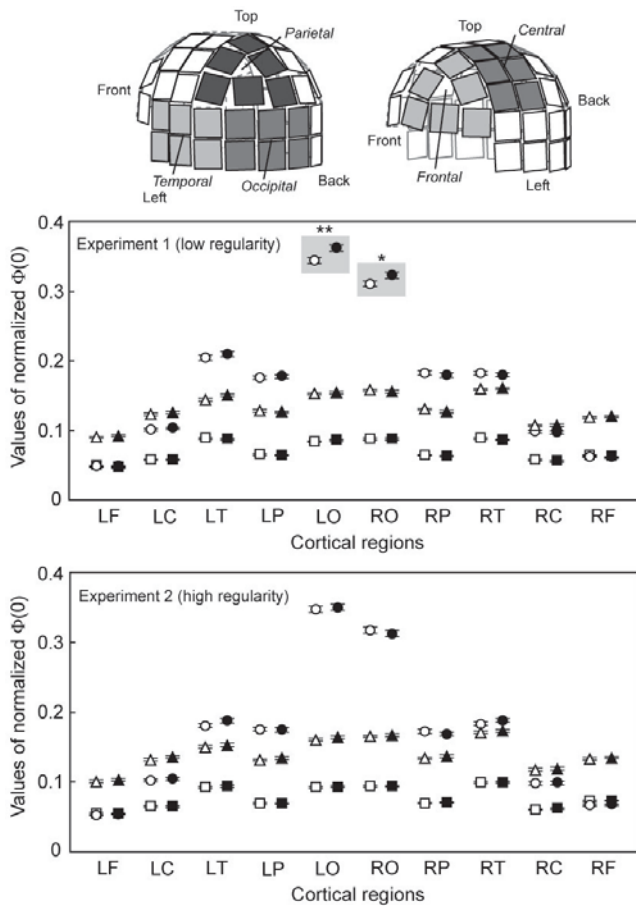 Top
Parietal
Front
Temporal
Left
Occipital
Back
Top
Central
Back
Front
Frontal
Left
Experiment 1 (low regularity)
**
*
Values of normalized Φ(0)
0.4
0.3
0.2
0.1
0
LF LC LT LP LO RO RP RT RC RF
Cortical regions
Experiment 2 (high regularity)
Values of normalized Φ(0)
0.4
0.3
0.2
0.1
0
LF LC LT LP LO RO RP RT RC RF
Cortical regions